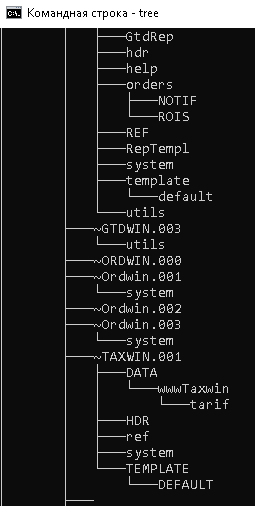 Командная строка - tree
GtdRep
hdr
help
orders
NOTIF
ROIS
REF
RepTempl
system
template
default
utils
~GTDWIN.003
utils
~ORDWIN.000
~Ordwin.001
system
~Ordwin.002
~Ordwin.003
system
~TAXWIN.001
DATA
wwwTaxwin
tarif
HDR
ref
system
TEMPLATE
DEFAULT